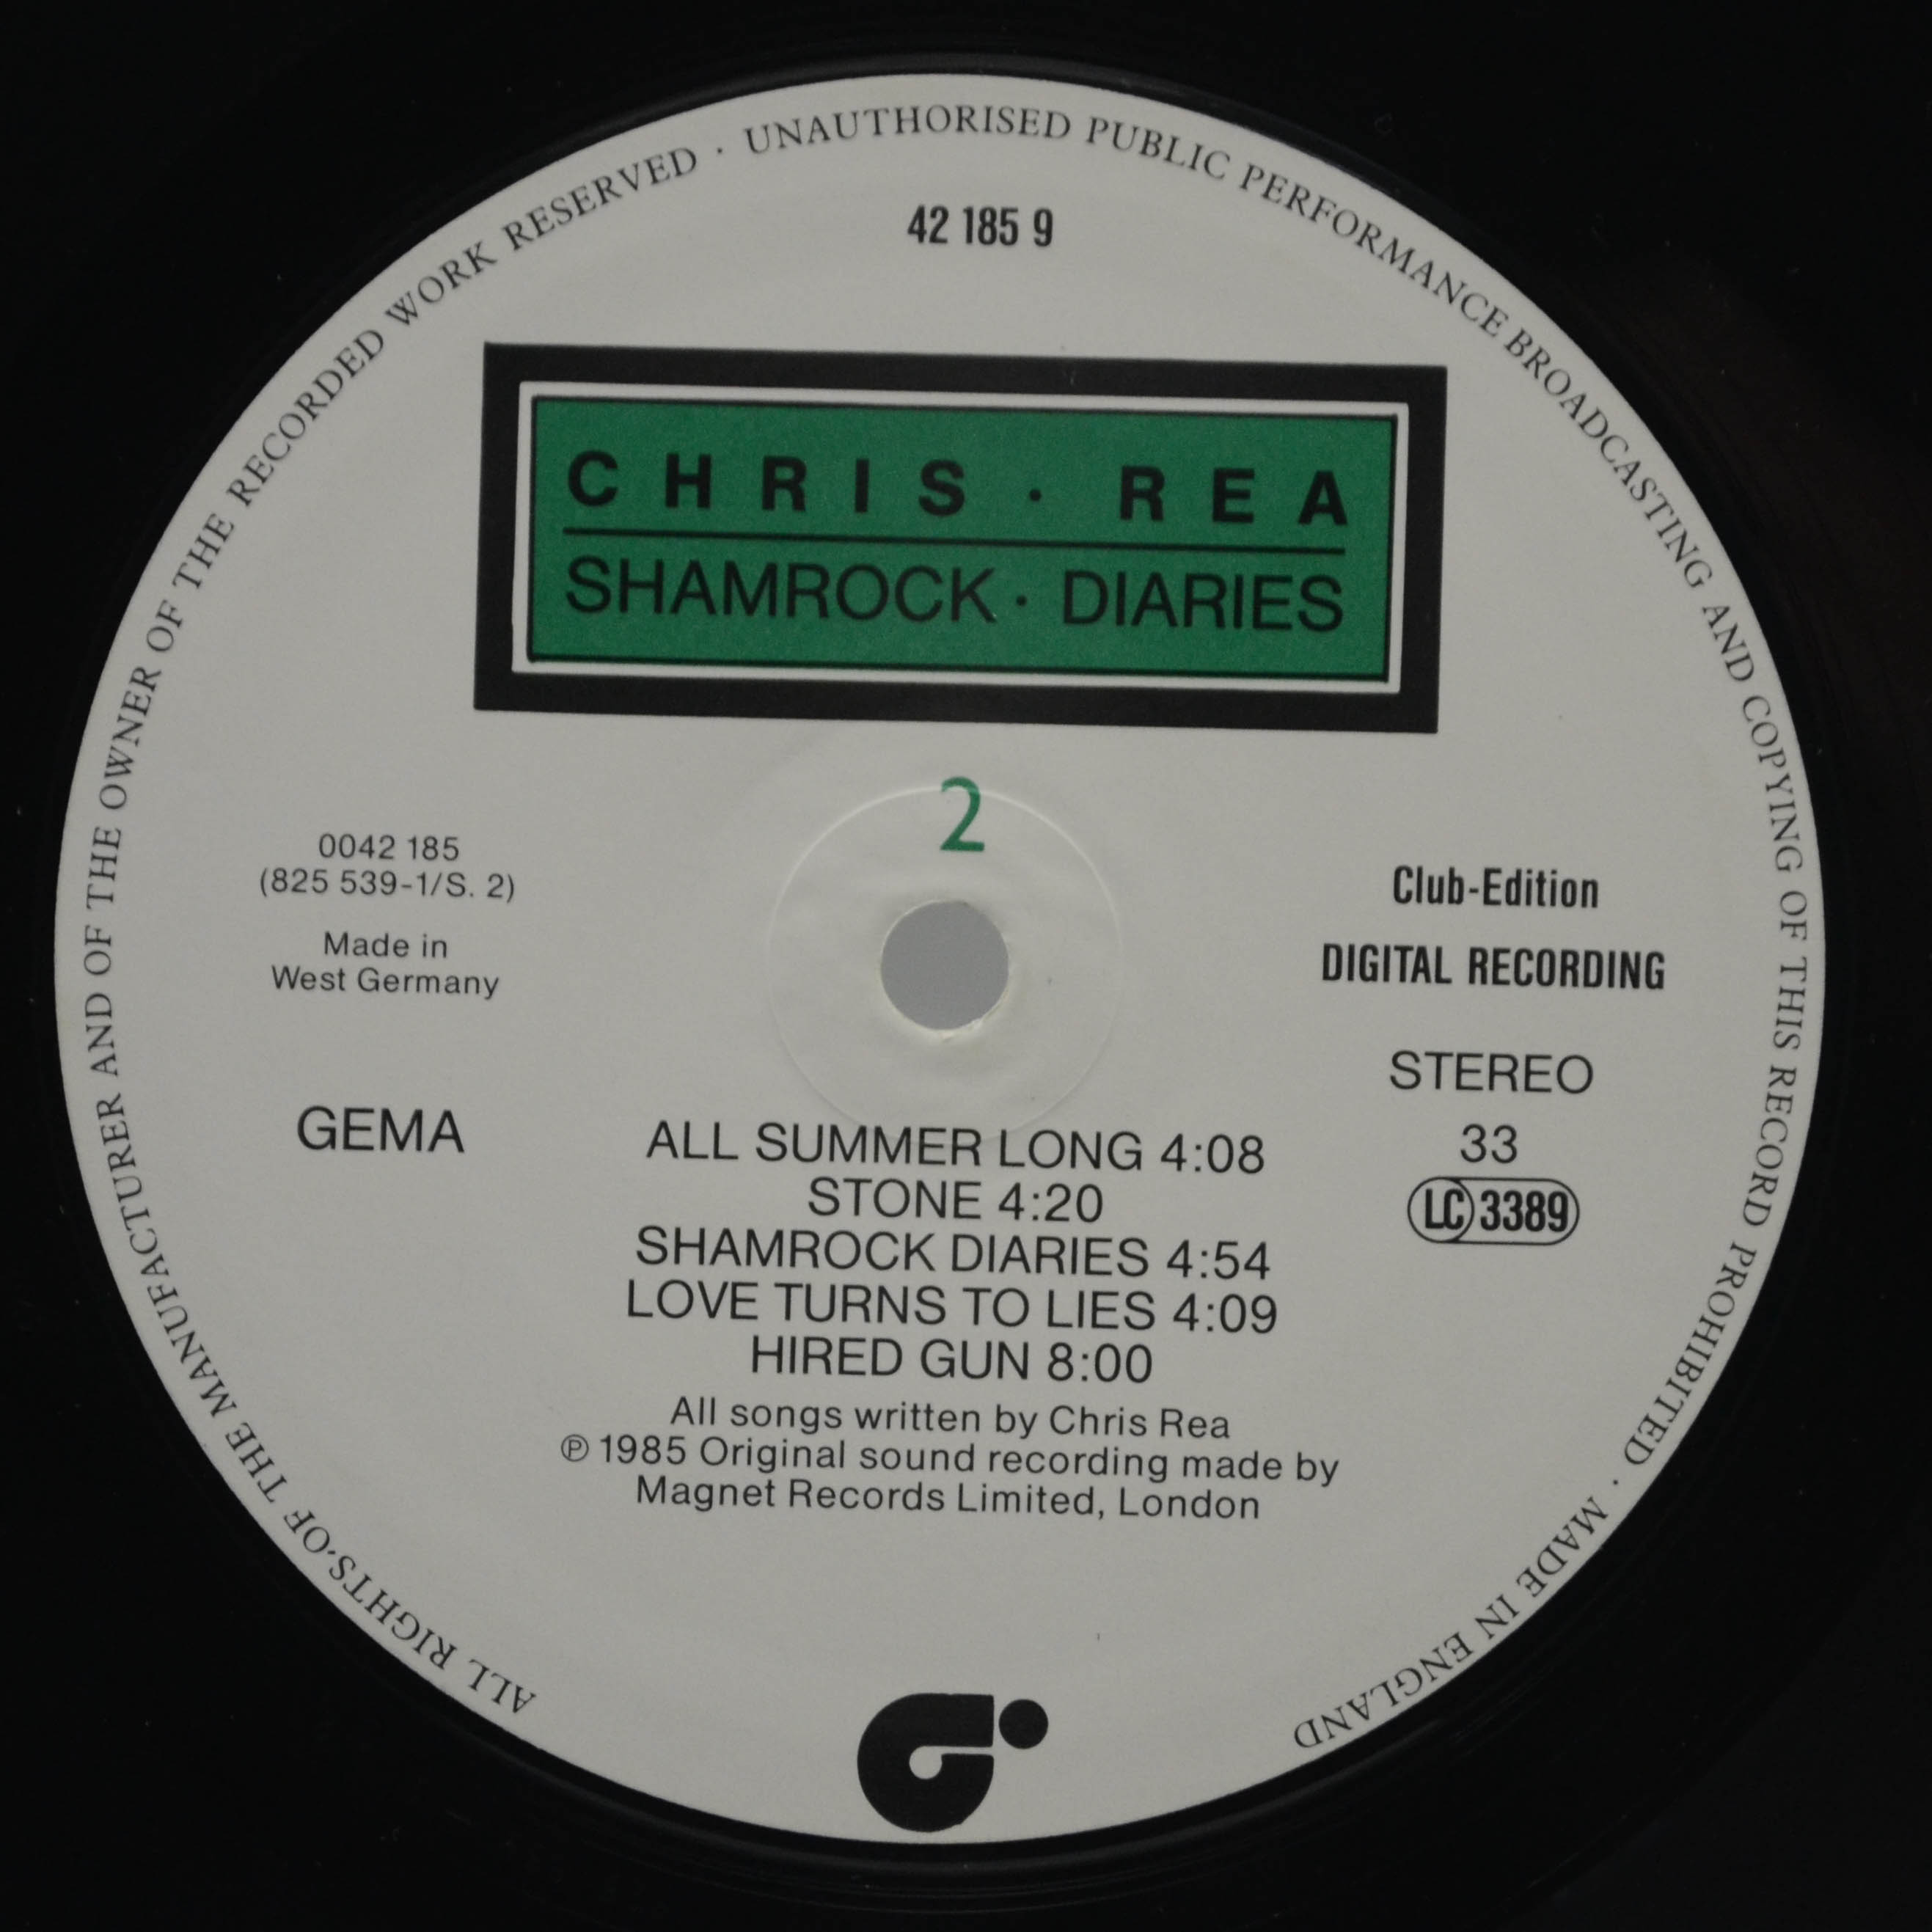 ALL RIGHTS·OF THE MANUFACTURER AND OF THE OWNER OF THE RECORDED WORK RESERVED · UNAUTHORISED PUBLIC PERFORMANCE BROADCASTING AND COPYING OF THIS RECORD PROHIBITED · MADE IN ENGLAND
42 185 9
CHRIS · REA
SHAMROCK · DIARIES
2
0042 185
(825 539-1/S. 2)
Made in
West Germany
GEMA
Club-Edition
DIGITAL RECORDING
STEREO
33
LC 3389
ALL SUMMER LONG 4:08
STONE 4:20
SHAMROCK DIARIES 4:54
LOVE TURNS TO LIES 4:09
HIRED GUN 8:00
All songs written by Chris Rea
℗ 1985 Original sound recording made by
Magnet Records Limited, London